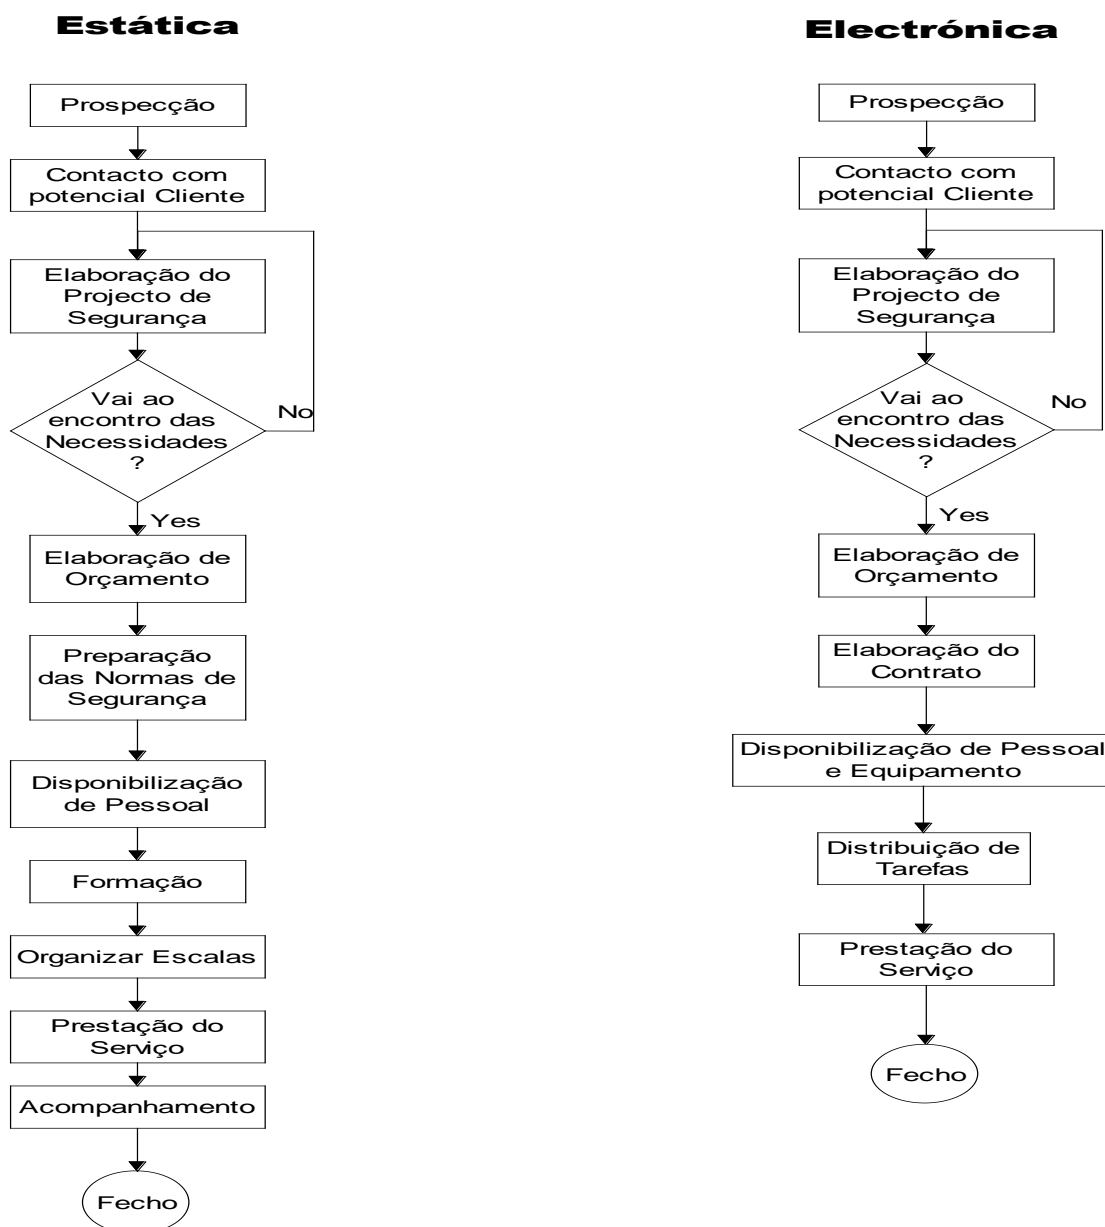 Estática
Prospecção
Contacto com
potencial Cliente
Elaboração do
Projecto de
Segurança
Vai ao
encontro das
Necessidades
?
No
Yes
Elaboração de
Orçamento
Preparação
das Normas de
Segurança
Disponibilização
de Pessoal
Formação
Organizar Escalas
Prestação do
Serviço
Acompanhamento
Fecho
Electrónica
Prospecção
Contacto com
potencial Cliente
Elaboração do
Projecto de
Segurança
Vai ao
encontro das
Necessidades
?
No
Yes
Elaboração de
Orçamento
Elaboração do
Contrato
Disponibilização de Pessoal
e Equipamento
Distribuição de
Tarefas
Prestação do
Serviço
Fecho